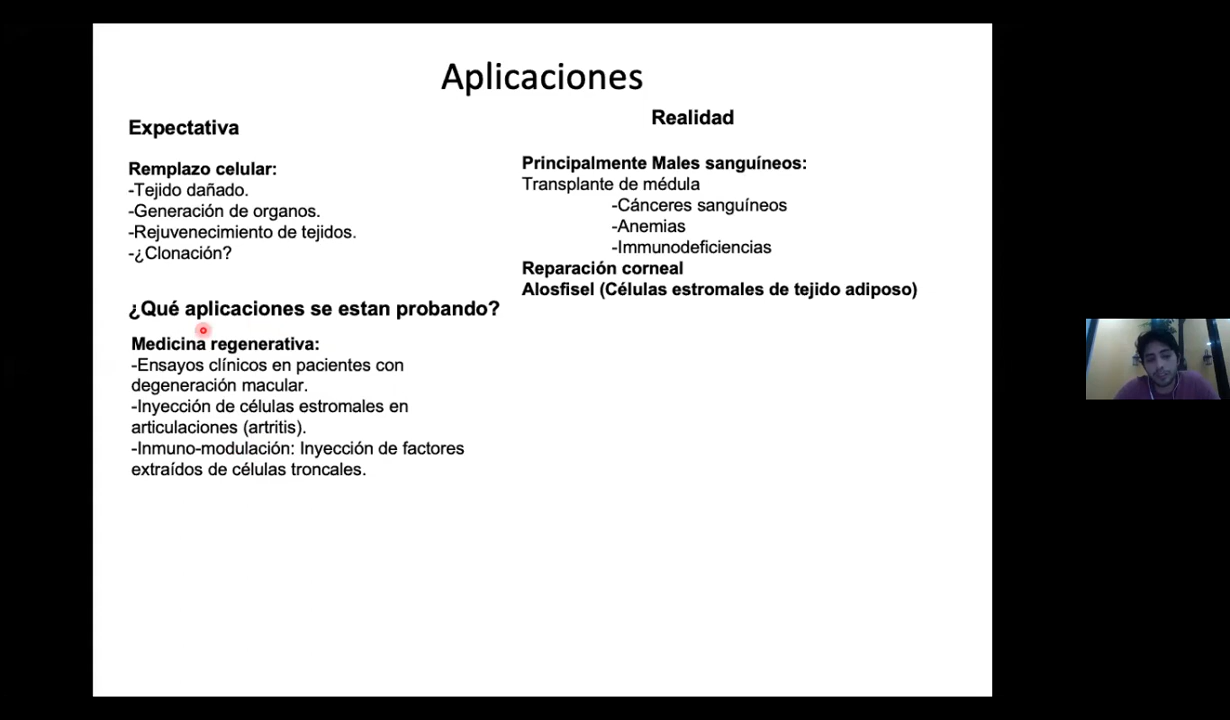 Aplicaciones
Expectativa
Remplazo celular:
-Tejido dañado.
-Generación de organos.
-Rejuvenecimiento de tejidos.
-¿Clonación?
Realidad
Principalmente Males sanguíneos:
Transplante de médula
-Cánceres sanguíneos
-Anemias
-Immunodeficiencias
Reparación corneal
Alosfisel (Células estromales de tejido adiposo)
¿Qué aplicaciones se estan probando?
Medicina regenerativa:
-Ensayos clínicos en pacientes con
degeneración macular.
-Inyección de células estromales en
articulaciones (artritis).
-Inmuno-modulación: Inyección de factores
extraídos de células troncales.